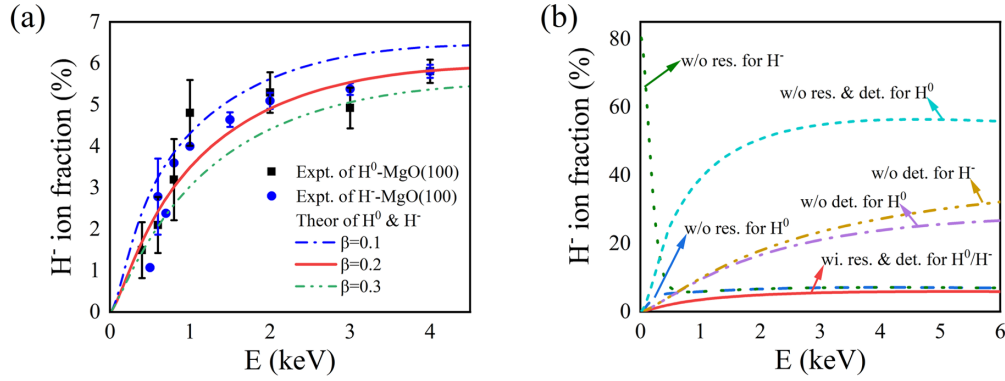 (a)
H⁻ ion fraction (%)
7
6
5
4
3
2
1
0
0
1
2
3
4
E (keV)
Expt. of H⁰-MgO(100)
Expt. of H⁻-MgO(100)
Theor of H⁰ & H⁻
β=0.1
β=0.2
β=0.3
(b)
H⁻ ion fraction (%)
80
60
40
20
0
0
1
2
3
4
5
6
E (keV)
w/o res. for H⁻
w/o res. & det. for H⁰
w/o det. for H⁻
w/o det. for H⁰
w/o res. for H⁰
wi. res. & det. for H⁰/H⁻